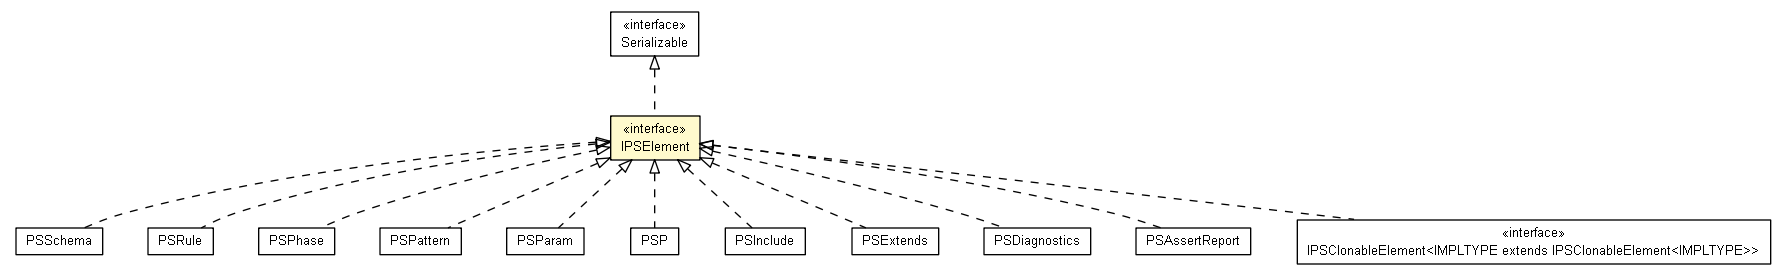 «interface»
Serializable
«interface»
IPSElement
PSSchema
PSRule
PSPhase
PSPattern
PSParam
PSP
PSInclude
PSExtends
PSDiagnostics
PSAssertReport
«interface»
IPSClonableElement<IMPLTYPE extends IPSClonableElement<IMPLTYPE>>